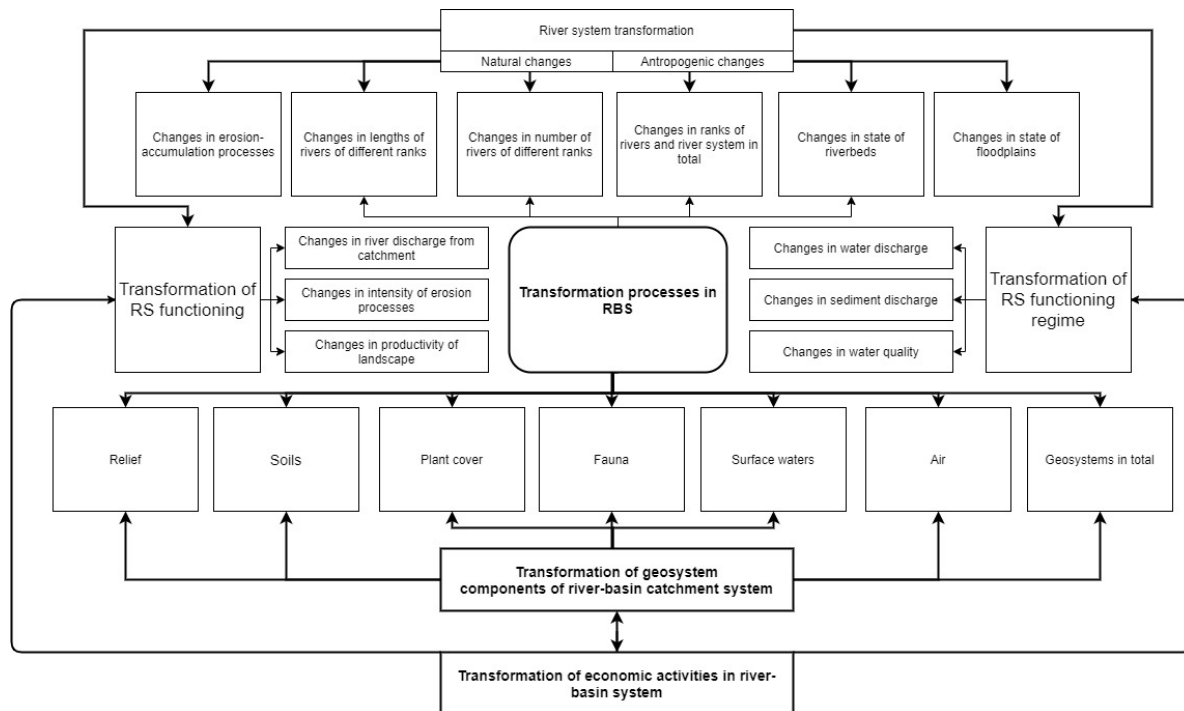 River system transformation
Natural changes
Antropogenic changes
Changes in erosion-
accumulation processes
Changes in lengths of
rivers of different ranks
Changes in number of
rivers of different ranks
Changes in ranks of
rivers and river system in
total
Changes in state of
riverbeds
Changes in state of
floodplains
Transformation of
RS functioning
Changes in river discharge from
catchment
Changes in intensity of erosion
processes
Changes in productivity of
landscape
Transformation processes in
RBS
Changes in water discharge
Changes in sediment discharge
Changes in water quality
Transformation of
RS functioning
regime
Relief
Soils
Plant cover
Fauna
Surface waters
Air
Geosystems in total
Transformation of geosystem
components of river-basin catchment system
Transformation of economic activities in river-
basin system